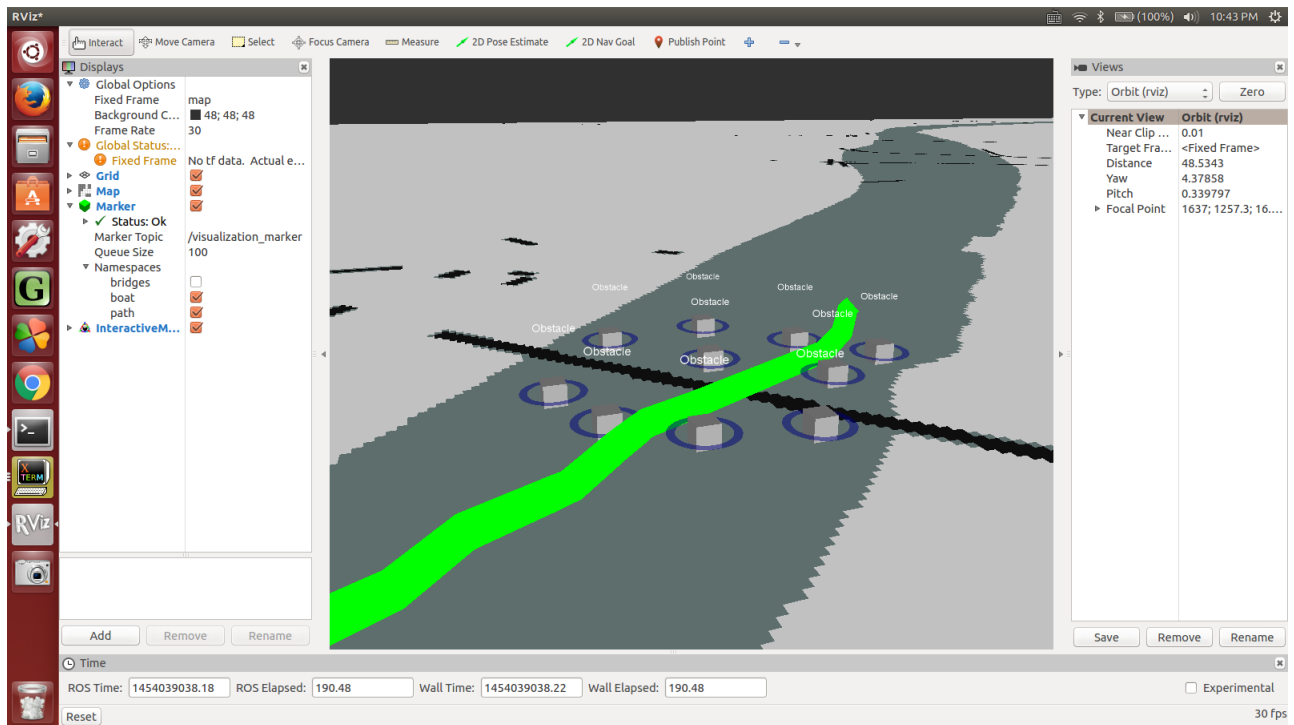 RViz*
(100%)
10:43 PM
Interact
Move Camera
Select
Focus Camera
Measure
2D Pose Estimate
2D Nav Goal
Publish Point
Displays
Global Options
Fixed Frame map
Background C... 48; 48; 48
Frame Rate 30
Global Status:...
Fixed Frame No tf data. Actual e...
Grid
Map
Marker
Status: Ok
Marker Topic /visualization_marker
Queue Size 100
Namespaces
bridges
boat
path
InteractiveM...
Add Remove Rename
Obstacle
Obstacle
Obstacle
Obstacle
Obstacle
Obstacle
Obstacle
Obstacle
Obstacle
Obstacle
Views
Type: Orbit (rviz) Zero
Current View Orbit (rviz)
Near Clip ... 0.01
Target Fra... <Fixed Frame>
Distance 48.5343
Yaw 4.37858
Pitch 0.339797
Focal Point 1637; 1257.3; 16....
Save Remove Rename
Time
ROS Time: 1454039038.18 ROS Elapsed: 190.48 Wall Time: 1454039038.22 Wall Elapsed: 190.48 Experimental
Reset 30 fps
A
G
>_
X
TERM
RViz